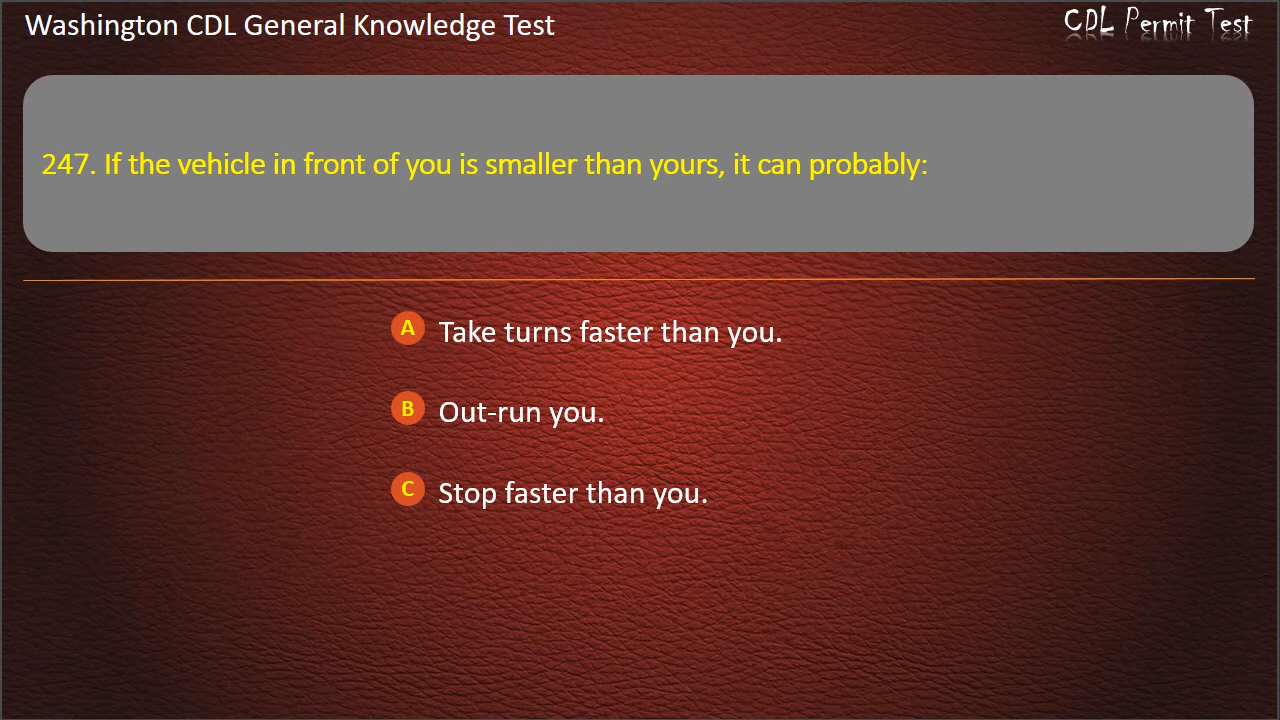 Washington CDL General Knowledge Test
CDL Permit Test
247. If the vehicle in front of you is smaller than yours, it can probably:
A Take turns faster than you.
B Out-run you.
C Stop faster than you.